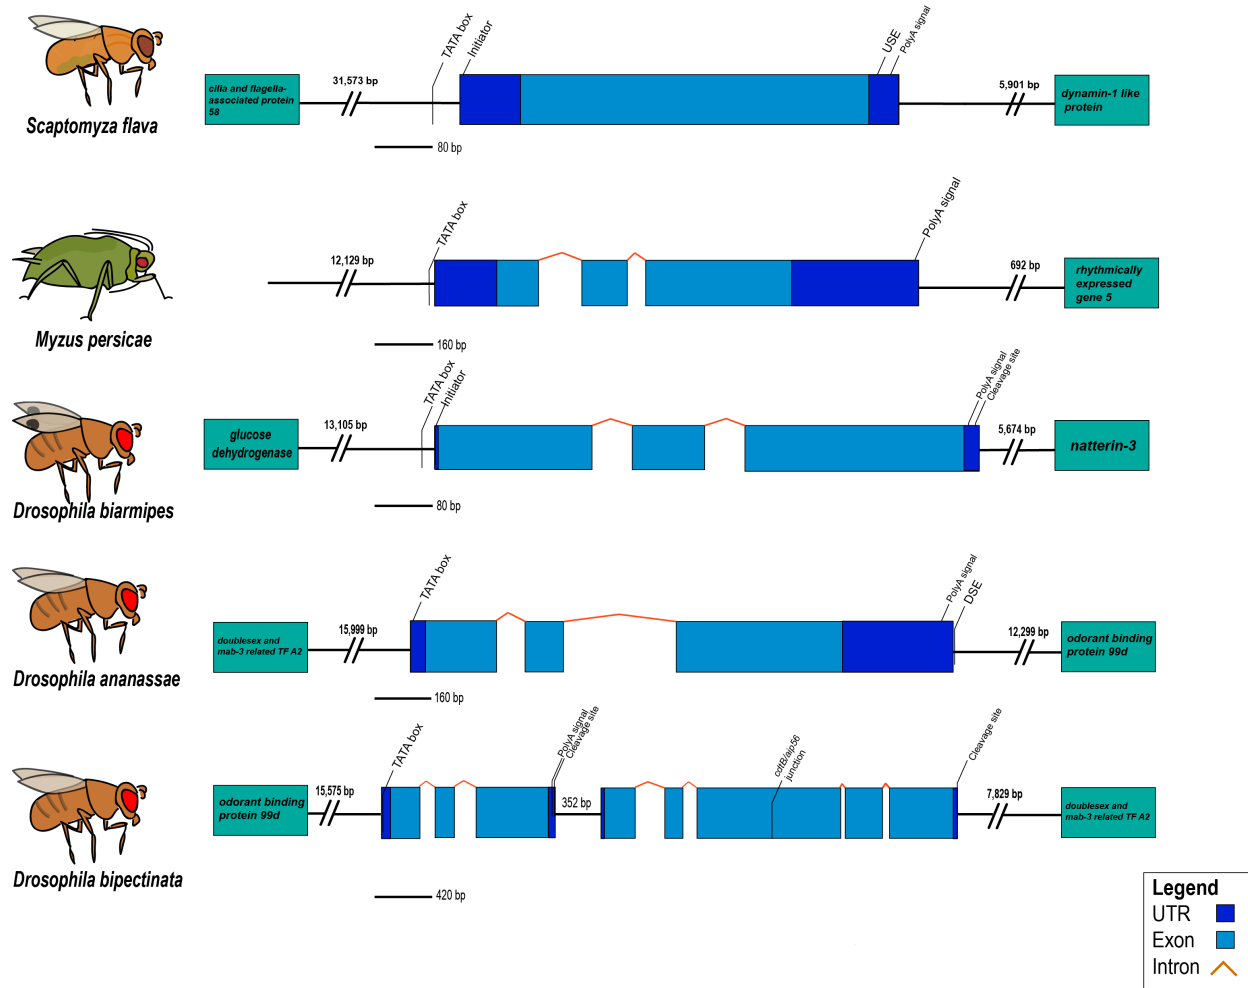 TATA box
Initiator
USE
PolyA signal
cilia and flagella-
associated protein
58
31,573 bp
5,901 bp
dynamin-1 like
protein
Scaptomyza flava
80 bp
TATA box
PolyA signal
12,129 bp
692 bp
rhythmically
expressed
gene 5
Myzus persicae
160 bp
TATA box
Initiator
PolyA signal
Cleavage site
glucose
dehydrogenase
13,105 bp
5,674 bp
natterin-3
Drosophila biarmipes
80 bp
TATA box
PolyA signal
DSE
doublesex and
mab-3 related TF A2
15,999 bp
12,299 bp
odorant binding
protein 99d
Drosophila ananassae
160 bp
TATA box
PolyA signal
Cleavage site
cdtB/aip56
junction
Cleavage site
odorant binding
protein 99d
15,575 bp
352 bp
7,829 bp
doublesex and
mab-3 related TF A2
Drosophila bipectinata
420 bp
Legend
UTR
Exon
Intron